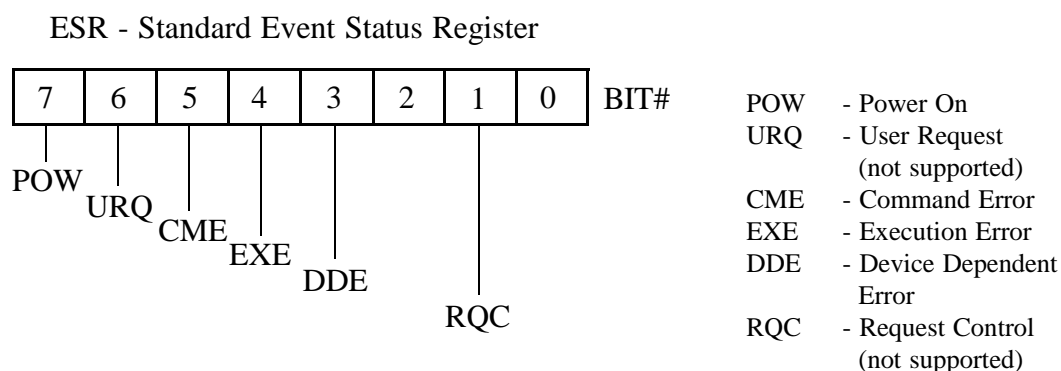 ESR - Standard Event Status Register
7 6 5 4 3 2 1 0 BIT#
POW
URQ
CME
EXE
DDE
RQC
POW - Power On
URQ - User Request
(not supported)
CME - Command Error
EXE - Execution Error
DDE - Device Dependent
Error
RQC - Request Control
(not supported)